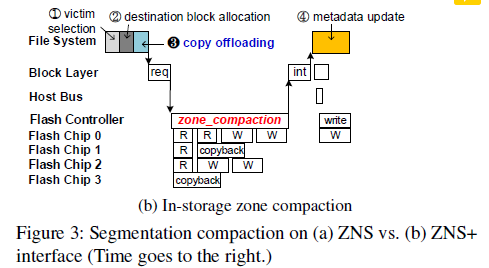 ① victim selection ② destination block allocation ④ metadata update
File System ❸ copy offloading
Block Layer req int
Host Bus
Flash Controller zone_compaction write
Flash Chip 0 R R W W W
Flash Chip 1 R copyback
Flash Chip 2 R W W
Flash Chip 3 copyback
(b) In-storage zone compaction
Figure 3: Segmentation compaction on (a) ZNS vs. (b) ZNS+
interface (Time goes to the right.)